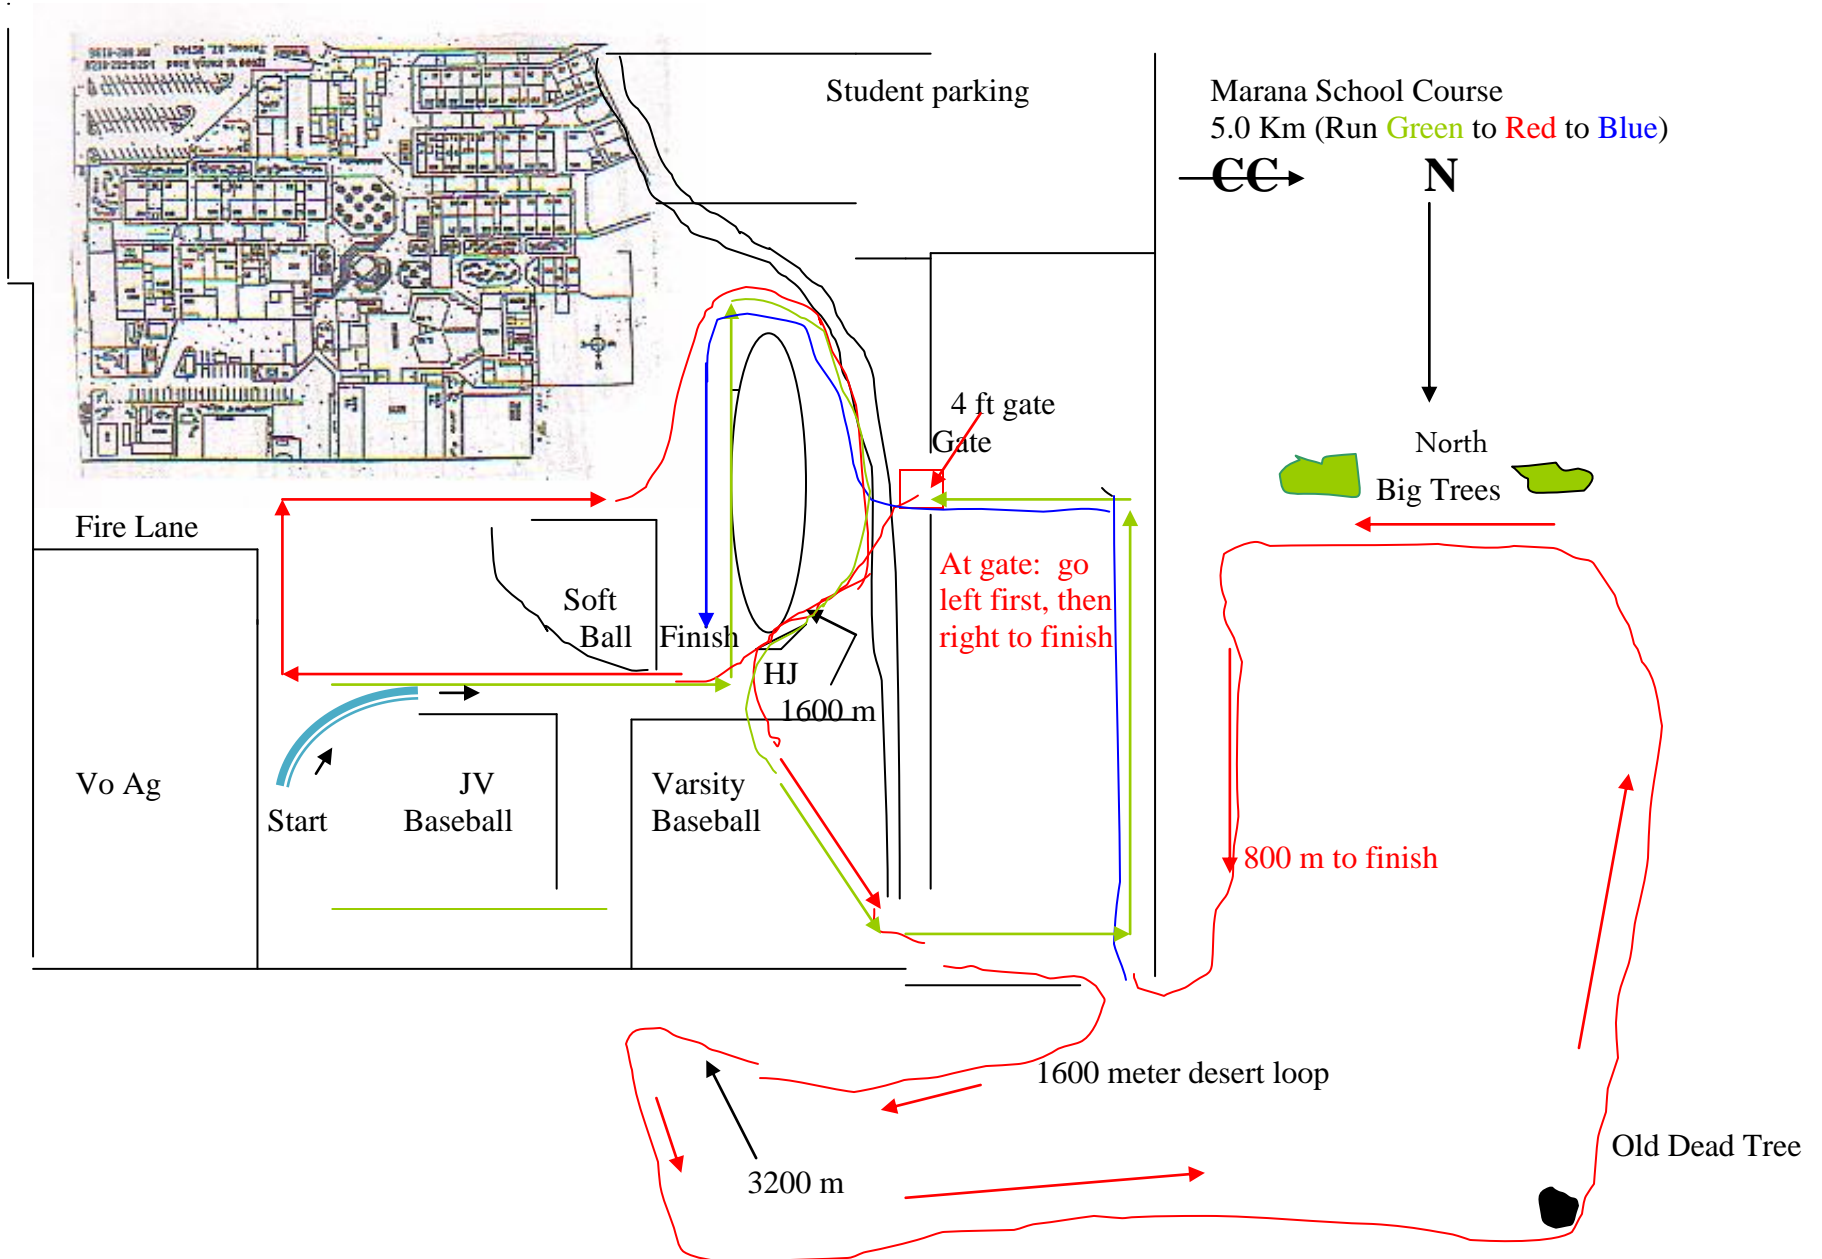 Student parking
Marana School Course
5.0 Km (Run Green to Red to Blue)
CC
N
4 ft gate
Gate
North
Big Trees
Fire Lane
At gate: go
left first, then
right to finish
Soft
Ball
Finish
HJ
1600 m
Vo Ag
Start
JV
Baseball
Varsity
Baseball
800 m to finish
1600 meter desert loop
3200 m
Old Dead Tree